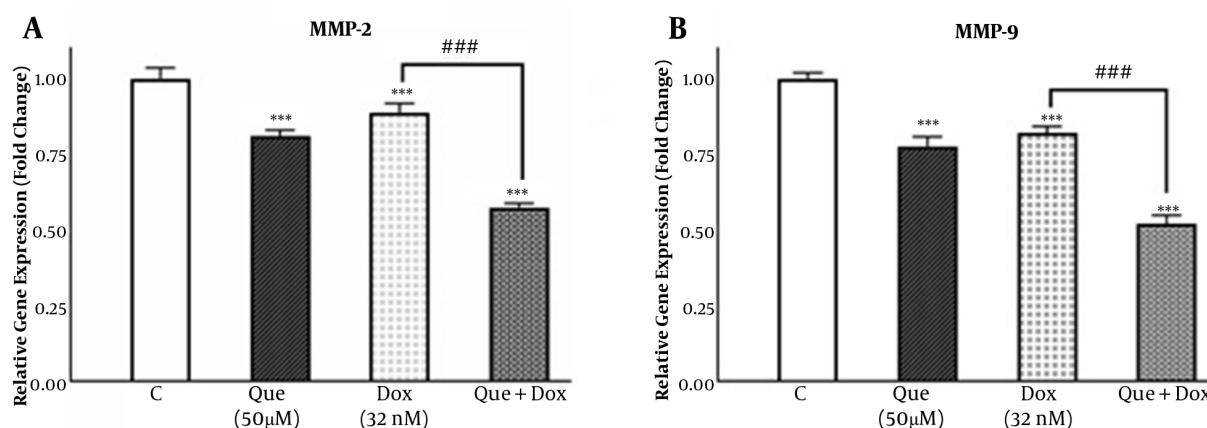 A
MMP-2
Relative Gene Expression (Fold Change)
1.00
0.75
0.50
0.25
0.00
***
***
###
***
C
Que
(50μM)
Dox
(32 nM)
Que + Dox
B
MMP-9
Relative Gene Expression (Fold Change)
1.00
0.75
0.50
0.25
0.00
***
***
###
***
C
Que
(50μM)
Dox
(32 nM)
Que + Dox